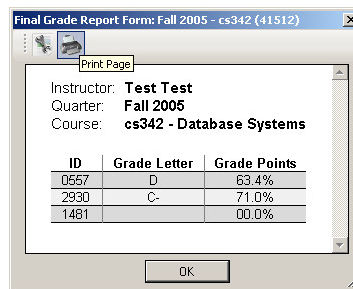 Final Grade Report Form: Fall 2005 - cs342 (41512)
Print Page
Instructor: Test Test
Quarter: Fall 2005
Course: cs342 - Database Systems
ID Grade Letter Grade Points
0557 D 63.4%
2930 C- 71.0%
1481 00.0%
OK